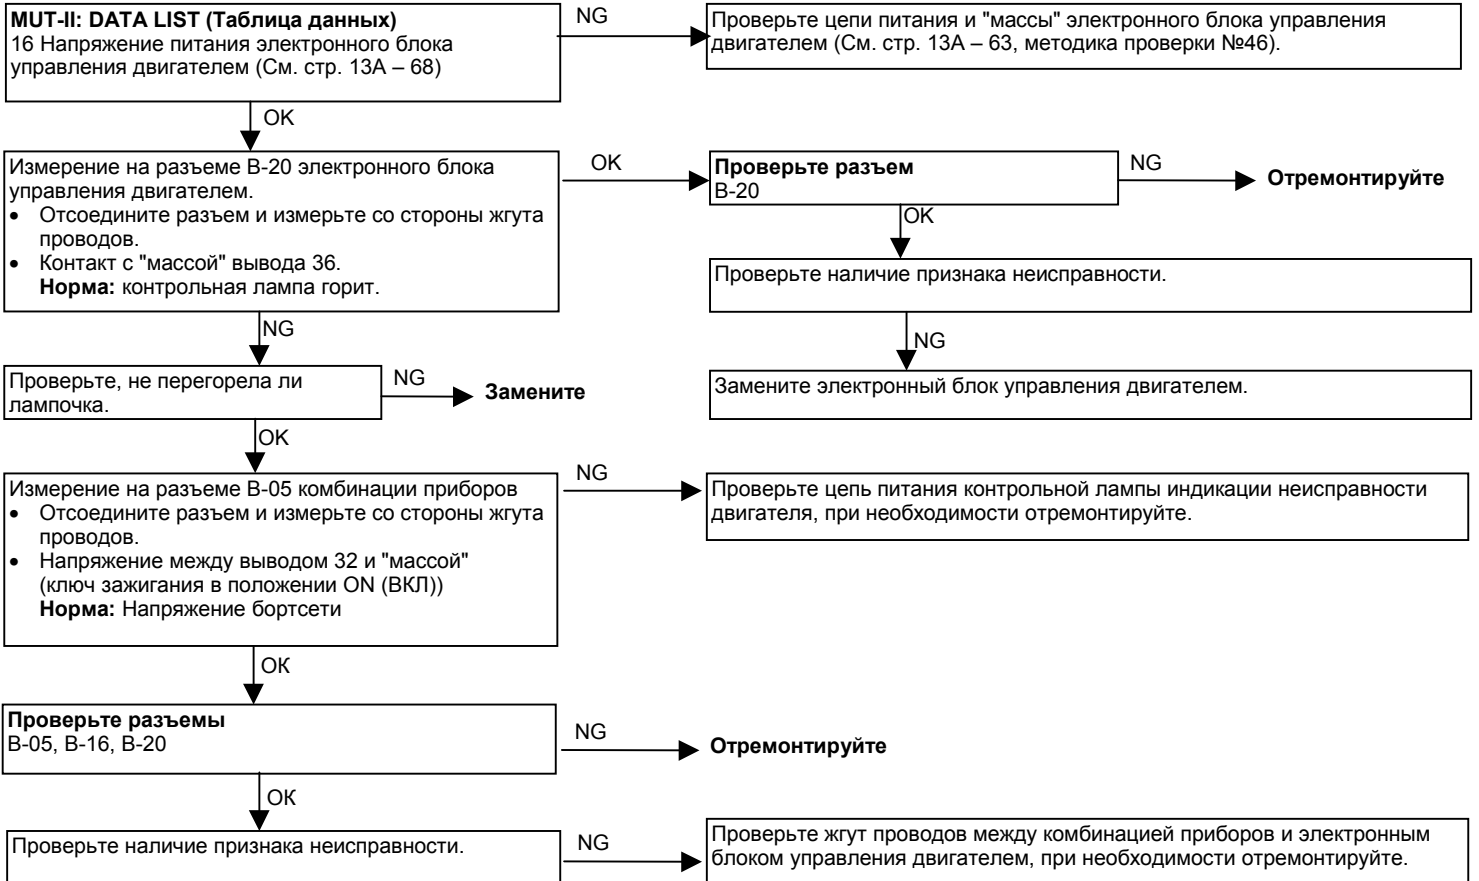 MUT-II: DATA LIST (Таблица данных)
16 Напряжение питания электронного блока
управления двигателем (См. стр. 13А – 68)
NG
Проверьте цепи питания и "массы" электронного блока управления
двигателем (См. стр. 13А – 63, методика проверки №46).
OK
Измерение на разъеме В-20 электронного блока
управления двигателем.
• Отсоедините разъем и измерьте со стороны жгута
проводов.
• Контакт с "массой" вывода 36.
Норма: контрольная лампа горит.
OK
Проверьте разъем
В-20
NG
Отремонтируйте
OK
Проверьте наличие признака неисправности.
NG
Замените электронный блок управления двигателем.
NG
Проверьте, не перегорела ли
лампочка.
NG
Замените
OK
Измерение на разъеме В-05 комбинации приборов
• Отсоедините разъем и измерьте со стороны жгута
проводов.
• Напряжение между выводом 32 и "массой"
(ключ зажигания в положении ON (ВКЛ))
Норма: Напряжение бортсети
NG
Проверьте цепь питания контрольной лампы индикации неисправности
двигателя, при необходимости отремонтируйте.
OK
Проверьте разъемы
В-05, В-16, В-20
NG
Отремонтируйте
OK
Проверьте наличие признака неисправности.
NG
Проверьте жгут проводов между комбинацией приборов и электронным
блоком управления двигателем, при необходимости отремонтируйте.